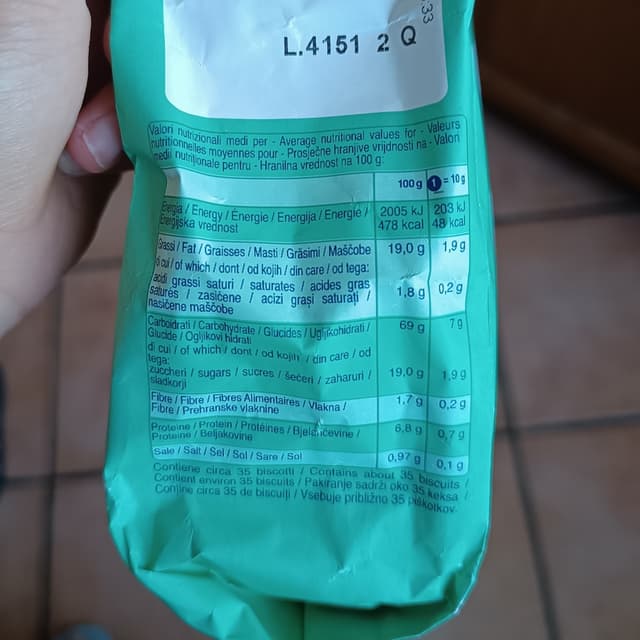 33
L.4151 2 Q
Valori nutrizionali medi per - Average nutritional values for - Valeurs
nutritionnelles moyennes pour - Prosječne hranjive vrijdnosti na - Valori
medii nutriționale pentru - Hranilna vrednost na 100 g:
100 g 1 = 10 g
Energia / Energy / Énergie / Energija / Energie / 2005 kJ 203 kJ
Energijska vrednost 478 kcal 48 kcal
Grassi / Fat / Graisses / Masti / Grăsimi / Maščobe 19,0 g 1,9 g
di cui / of which / dont / od kojih / din care / od tega:
acidi grassi saturi / saturates / acides gras
saturés / zasićene / acizi grași saturați / 1,8 g 0,2 g
nasičene maščobe
Carboidrati / Carbohydrate / Glucides / Ugljikohidrati / 69 g 7 g
Glucide / Ogljikovi hidrati
di cui / of which / dont / od kojih / din care / od
tega:
zuccheri / sugars / sucres / šećeri / zaharuri / 19,0 g 1,9 g
sladkorji
Fibre / Fibre / Fibres Alimentaires / Vlakna / 1,7 g 0,2 g
Fibre / Prehranske vlaknine
Proteine / Protein / Protéines / Bjelančevine / 6,8 g 0,7 g
Proteine / Beljakovine
Sale / Salt / Sel / Sol / Sare / Sol 0,97 g 0,1 g
Contiene circa 35 biscotti / Contains about 35 biscuits /
Contient environ 35 biscuits / Pakiranje sadrži oko 35 keksa /
Conține circa 35 de biscuiți / Vsebuje približno 35 piškotkov.